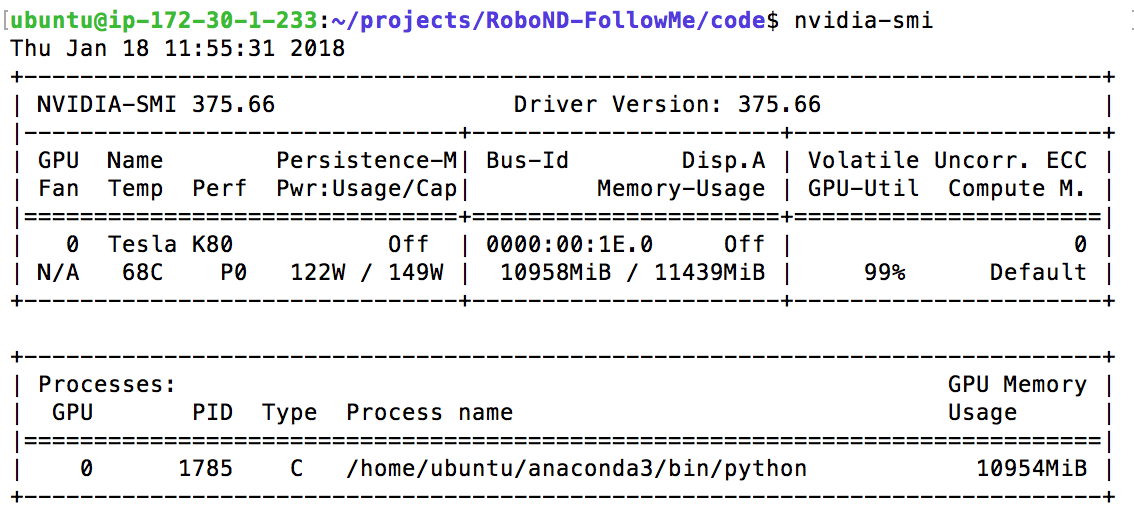 ubuntu@ip-172-30-1-233:~/projects/RoboND-FollowMe/code$ nvidia-smi
Thu Jan 18 11:55:31 2018
+-----------------------------------------------------------------------------+
| NVIDIA-SMI 375.66                 Driver Version: 375.66                    |
|-------------------------------+----------------------+----------------------+
| GPU  Name        Persistence-M| Bus-Id        Disp.A | Volatile Uncorr. ECC |
| Fan  Temp  Perf  Pwr:Usage/Cap|         Memory-Usage | GPU-Util  Compute M. |
|===============================+======================+======================|
|   0  Tesla K80           Off  | 0000:00:1E.0     Off |                    0 |
| N/A   68C    P0   122W / 149W |  10958MiB / 11439MiB |     99%      Default |
+-------------------------------+----------------------+----------------------+
+-----------------------------------------------------------------------------+
| Processes:                                                       GPU Memory |
|  GPU       PID  Type  Process name                               Usage      |
|=============================================================================|
|    0      1785    C   /home/ubuntu/anaconda3/bin/python            10954MiB |
+-----------------------------------------------------------------------------+